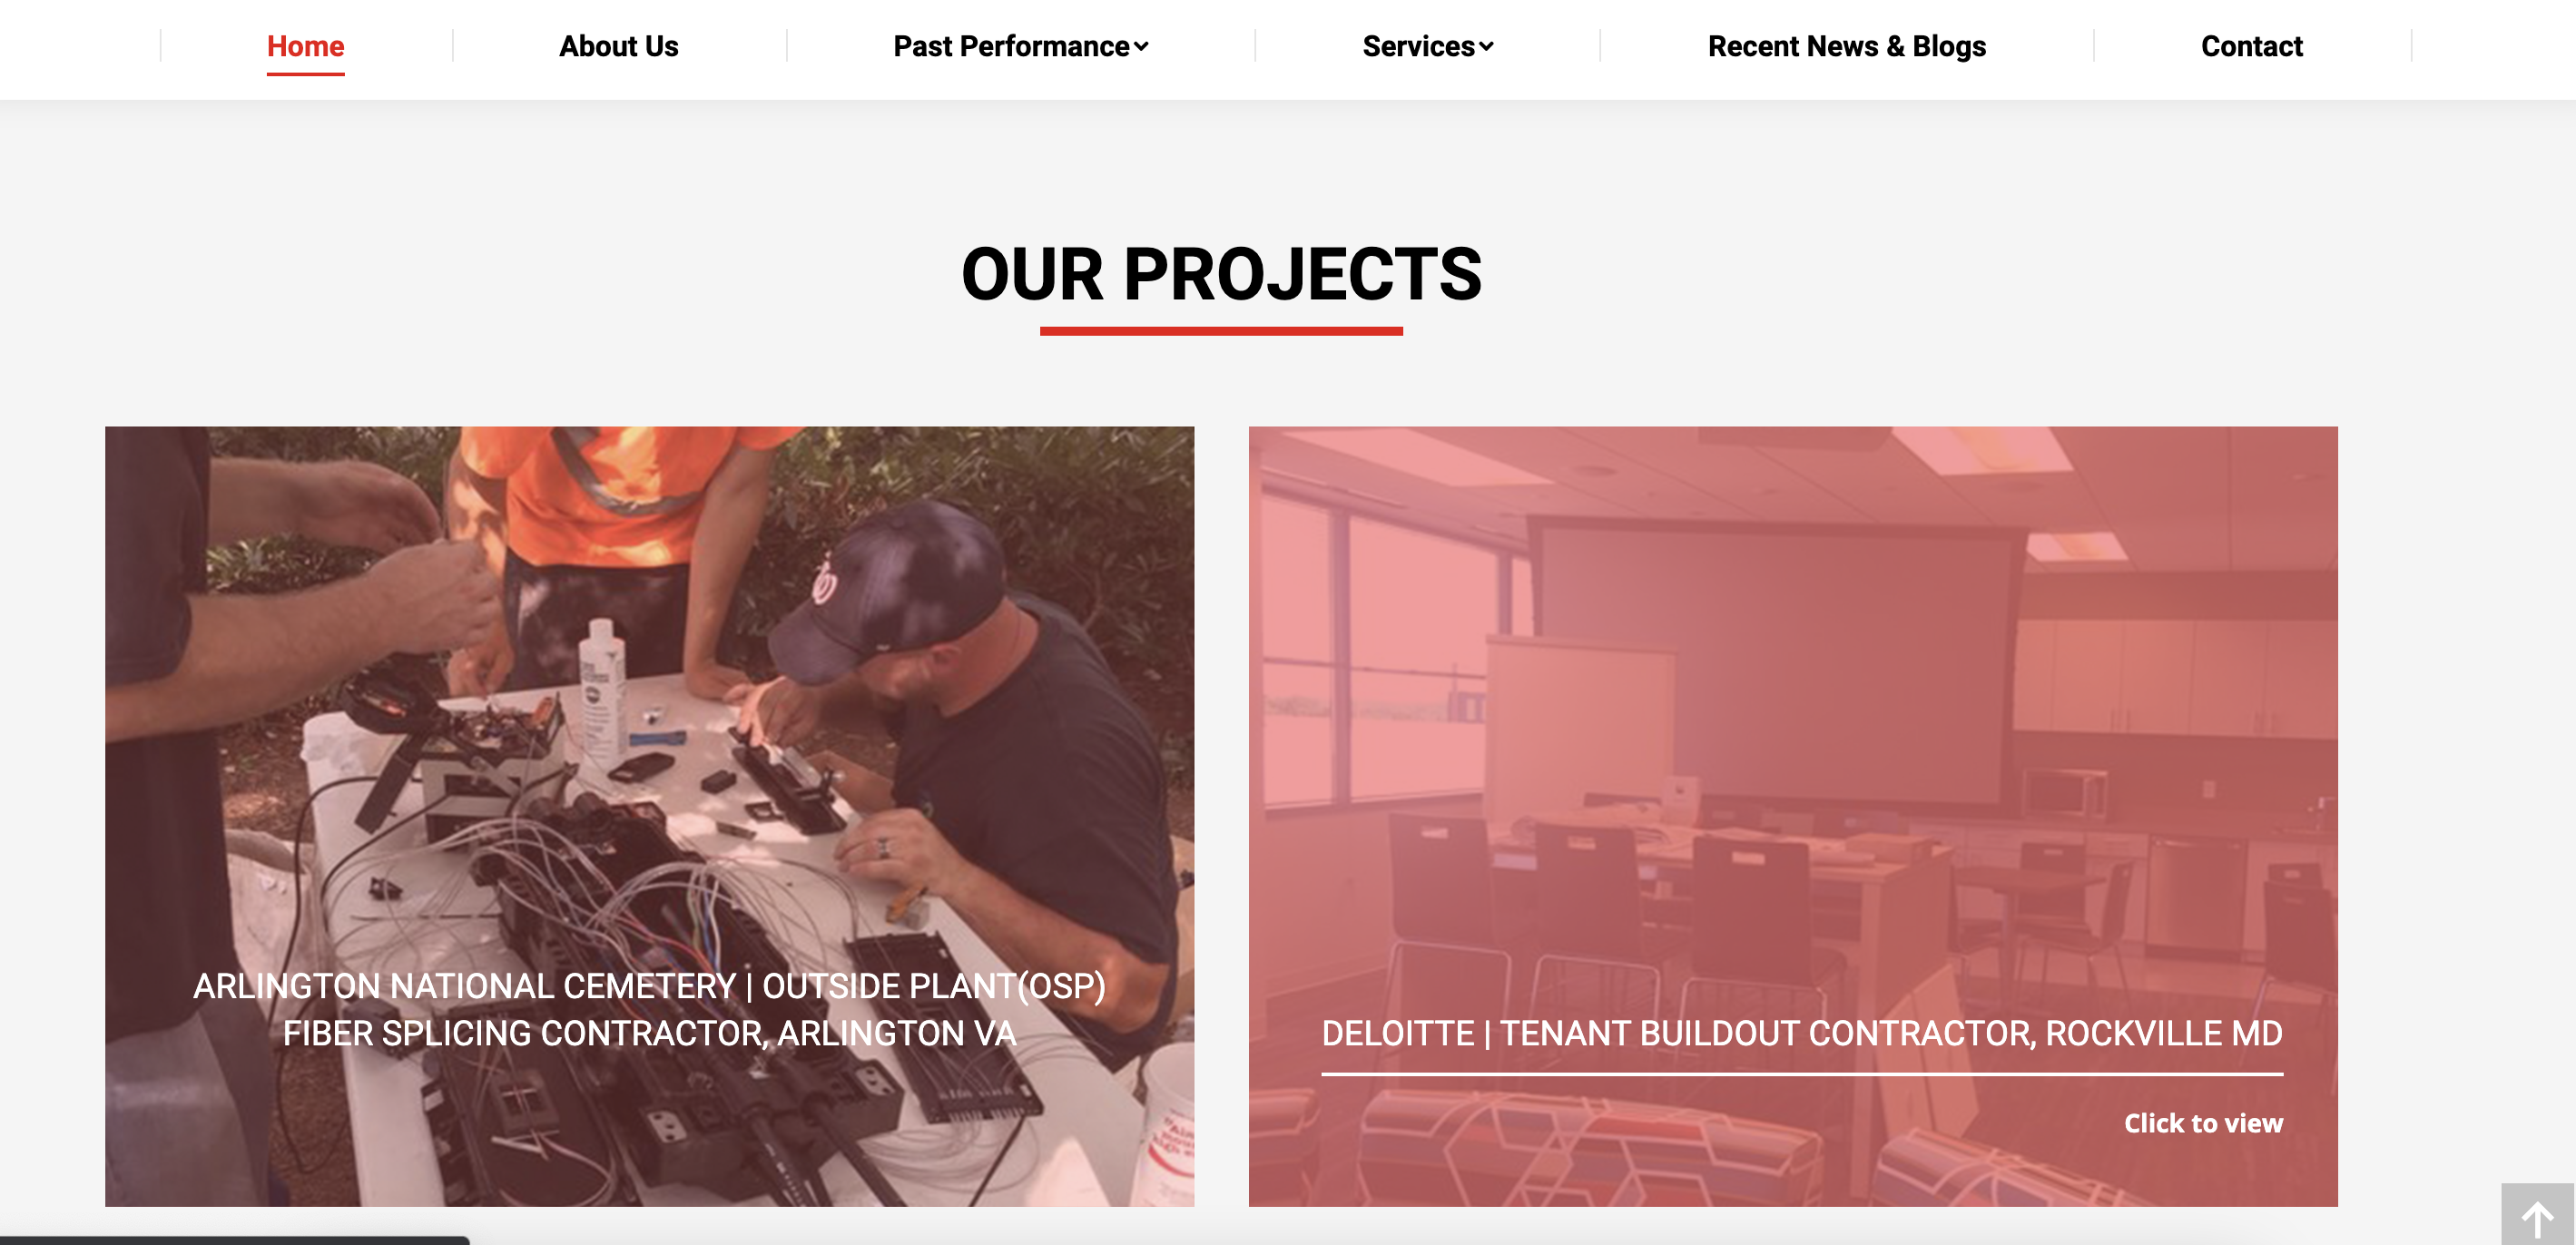 Home
About Us
Past Performance
Services
Recent News & Blogs
Contact
OUR PROJECTS
ARLINGTON NATIONAL CEMETERY | OUTSIDE PLANT(OSP)
FIBER SPLICING CONTRACTOR, ARLINGTON VA
DELOITTE | TENANT BUILDOUT CONTRACTOR, ROCKVILLE MD
Click to view